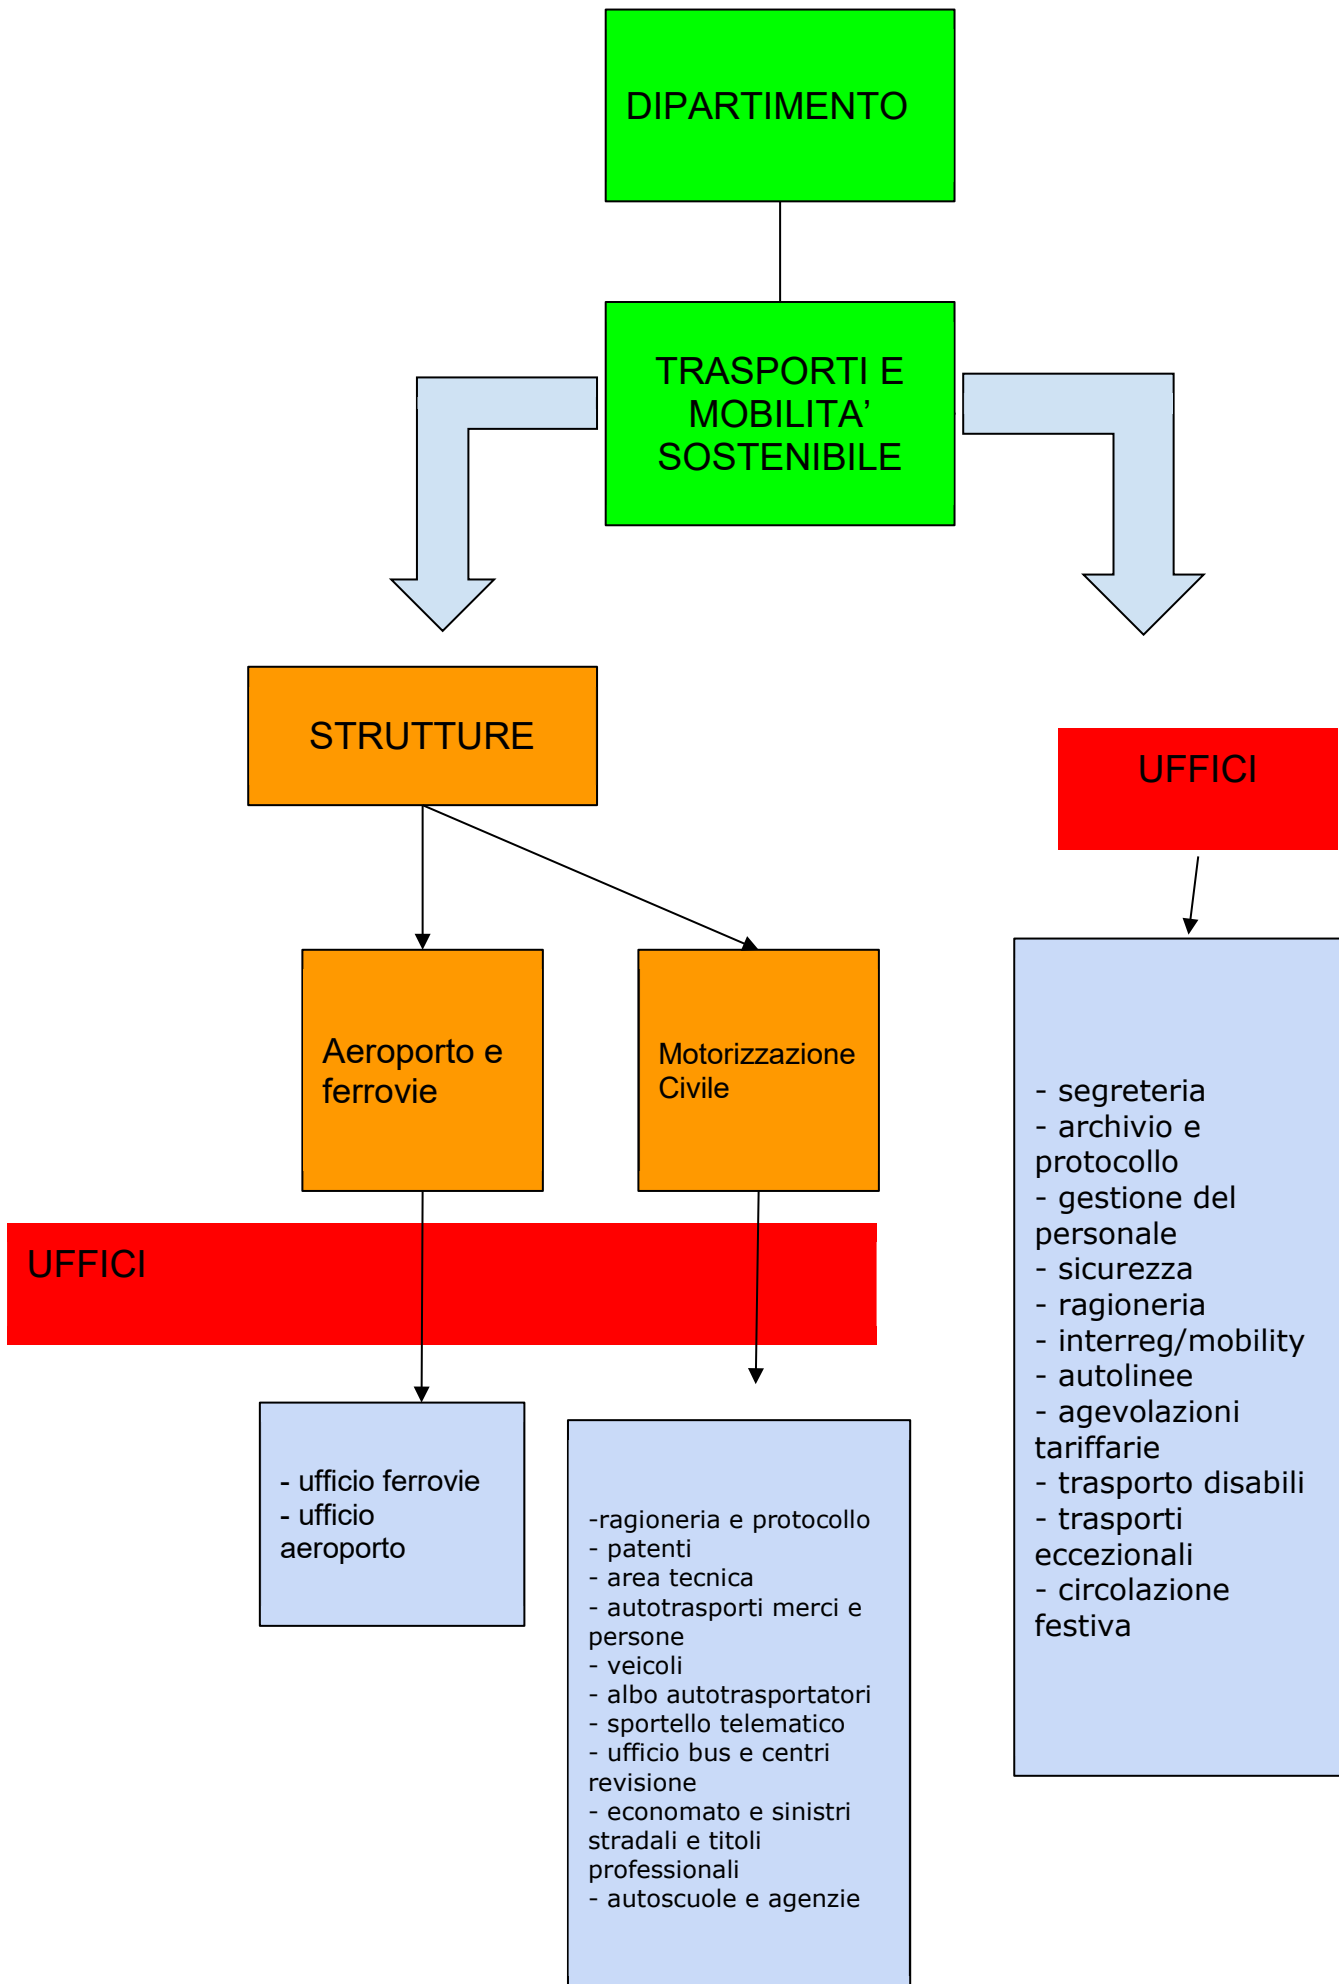 DIPARTIMENTO
TRASPORTI E
MOBILITA’
SOSTENIBILE
STRUTTURE
UFFICI
Aeroporto e
ferrovie
Motorizzazione
Civile
UFFICI
- ufficio ferrovie
- ufficio
aeroporto
-ragioneria e protocollo
- patenti
- area tecnica
- autotrasporti merci e
persone
- veicoli
- albo autotrasportatori
- sportello telematico
- ufficio bus e centri
revisione
- economato e sinistri
stradali e titoli
professionali
- autoscuole e agenzie
- segreteria
- archivio e
protocollo
- gestione del
personale
- sicurezza
- ragioneria
- interreg/mobility
- autolinee
- agevolazioni
tariffarie
- trasporto disabili
- trasporti
eccezionali
- circolazione
festiva